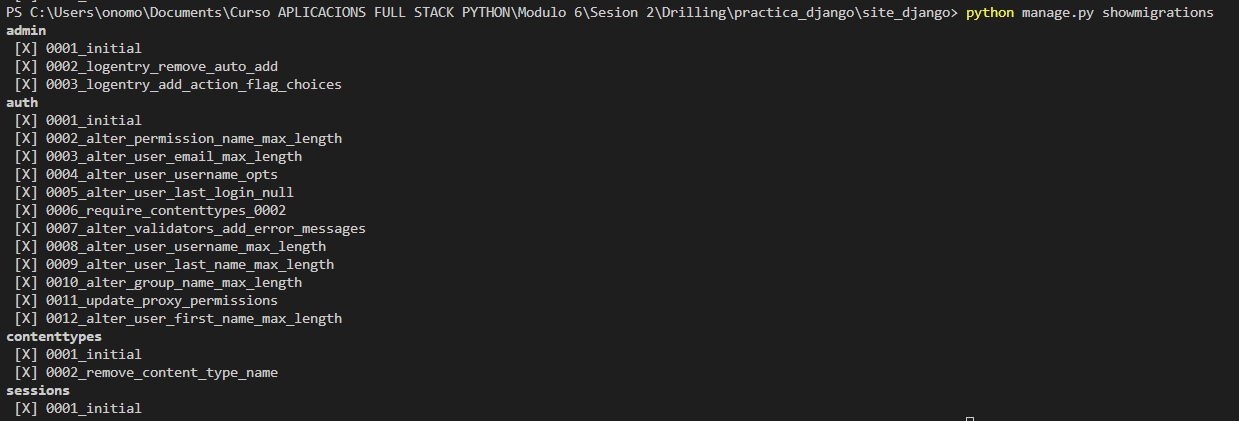 PS C:\Users\onomo\Documents\Curso APLICACIONS FULL STACK PYTHON\Modulo 6\Sesion 2\Drilling\practica_django\site_django> python manage.py showmigrations
admin
[X] 0001_initial
[X] 0002_logentry_remove_auto_add
[X] 0003_logentry_add_action_flag_choices
auth
[X] 0001_initial
[X] 0002_alter_permission_name_max_length
[X] 0003_alter_user_email_max_length
[X] 0004_alter_user_username_opts
[X] 0005_alter_user_last_login_null
[X] 0006_require_contenttypes_0002
[X] 0007_alter_validators_add_error_messages
[X] 0008_alter_user_username_max_length
[X] 0009_alter_user_last_name_max_length
[X] 0010_alter_group_name_max_length
[X] 0011_update_proxy_permissions
[X] 0012_alter_user_first_name_max_length
contenttypes
[X] 0001_initial
[X] 0002_remove_content_type_name
sessions
[X] 0001_initial